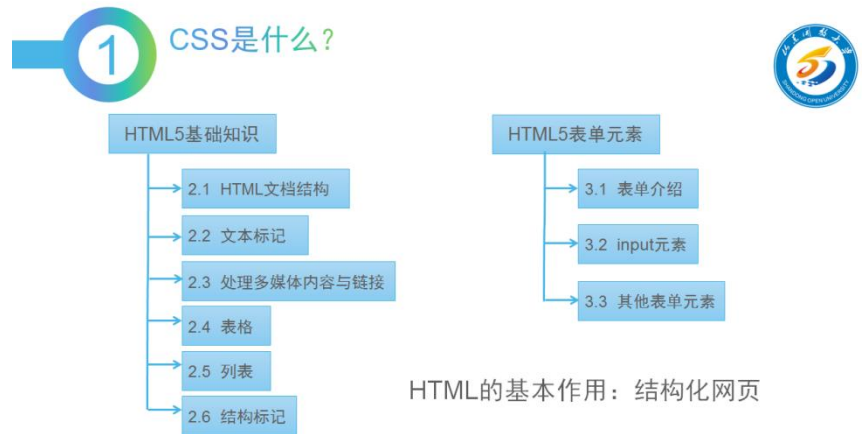 1
CSS是什么?
HTML5基础知识
2.1 HTML文档结构
2.2 文本标记
2.3 处理多媒体内容与链接
2.4 表格
2.5 列表
2.6 结构标记
HTML5表单元素
3.1 表单介绍
3.2 input元素
3.3 其他表单元素
HTML的基本作用：结构化网页
SHANDONG OPEN UNIVERSITY